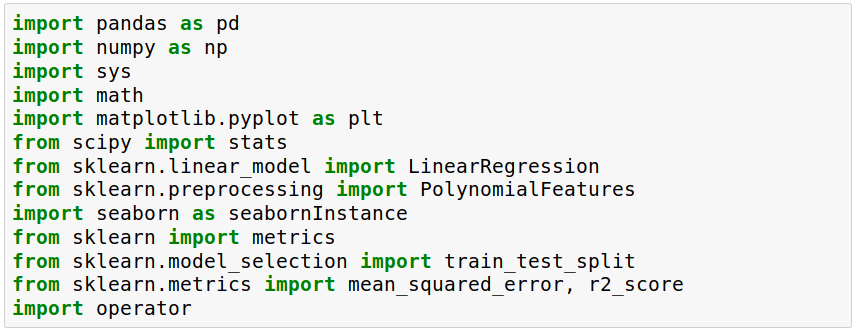 import pandas as pd
import numpy as np
import sys
import math
import matplotlib.pyplot as plt
from scipy import stats
from sklearn.linear_model import LinearRegression
from sklearn.preprocessing import PolynomialFeatures
import seaborn as seabornInstance
from sklearn import metrics
from sklearn.model_selection import train_test_split
from sklearn.metrics import mean_squared_error, r2_score
import operator